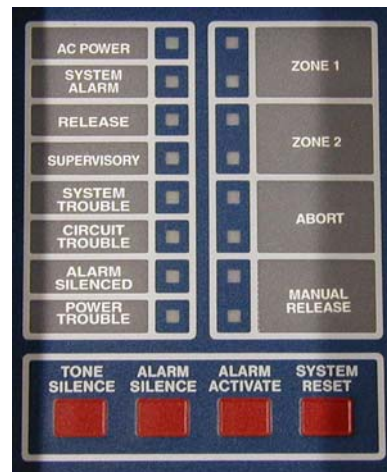 AC POWER
SYSTEM
ALARM
RELEASE
SUPERVISORY
SYSTEM
TROUBLE
CIRCUIT
TROUBLE
ALARM
SILENCED
POWER
TROUBLE
ZONE 1
ZONE 2
ABORT
MANUAL
RELEASE
TONE
SILENCE
ALARM
SILENCE
ALARM
ACTIVATE
SYSTEM
RESET